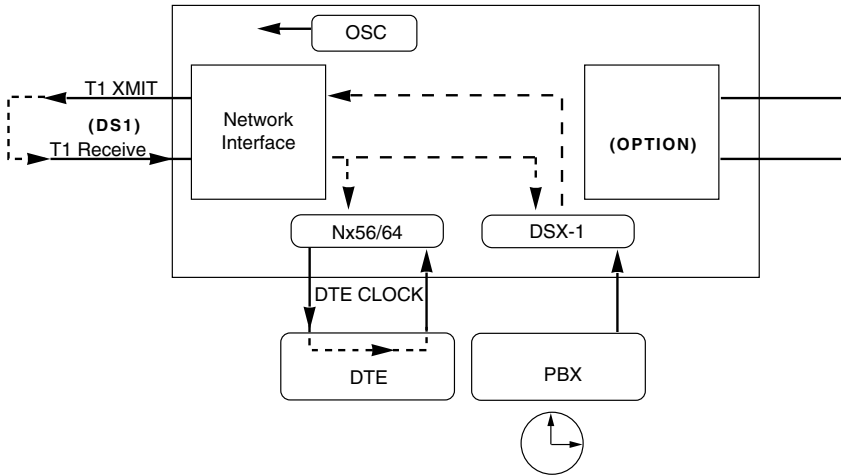 OSC
T1 XMIT
(DS1)
T1 Receive
Network
Interface
(OPTION)
Nx56/64
DSX-1
DTE CLOCK
DTE
PBX